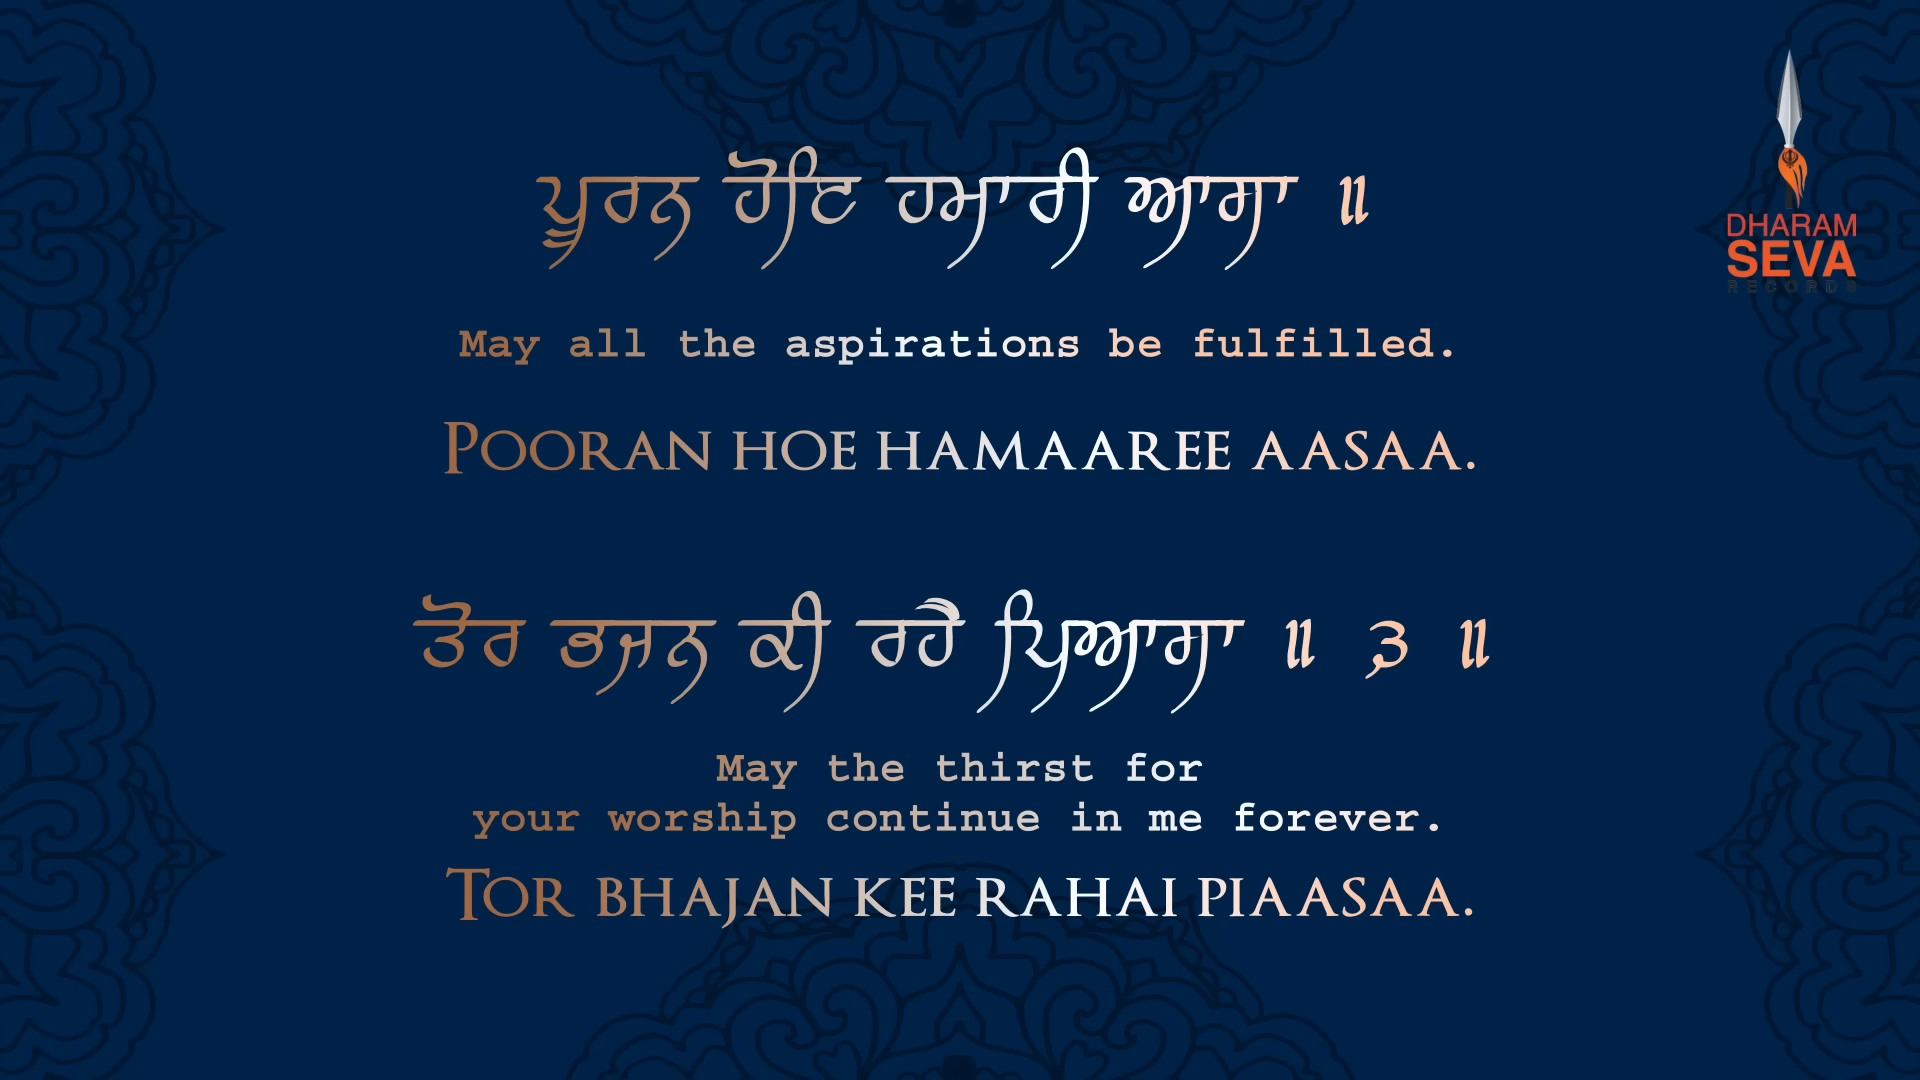 ਪੂਰਨ ਹੋਇ ਹਮਾਰੀ ਆਸਾ ॥
May all the aspirations be fulfilled.
POORAN HOE HAMAAREE AASAA.
ਤੋਰ ਭਜਨ ਕੀ ਰਹੈ ਪਿਆਸਾ ॥ ੩ ॥
May the thirst for
your worship continue in me forever.
TOR BHAJAN KEE RAHAI PIAASAA.
DHARAM
SEVA
RECORDS